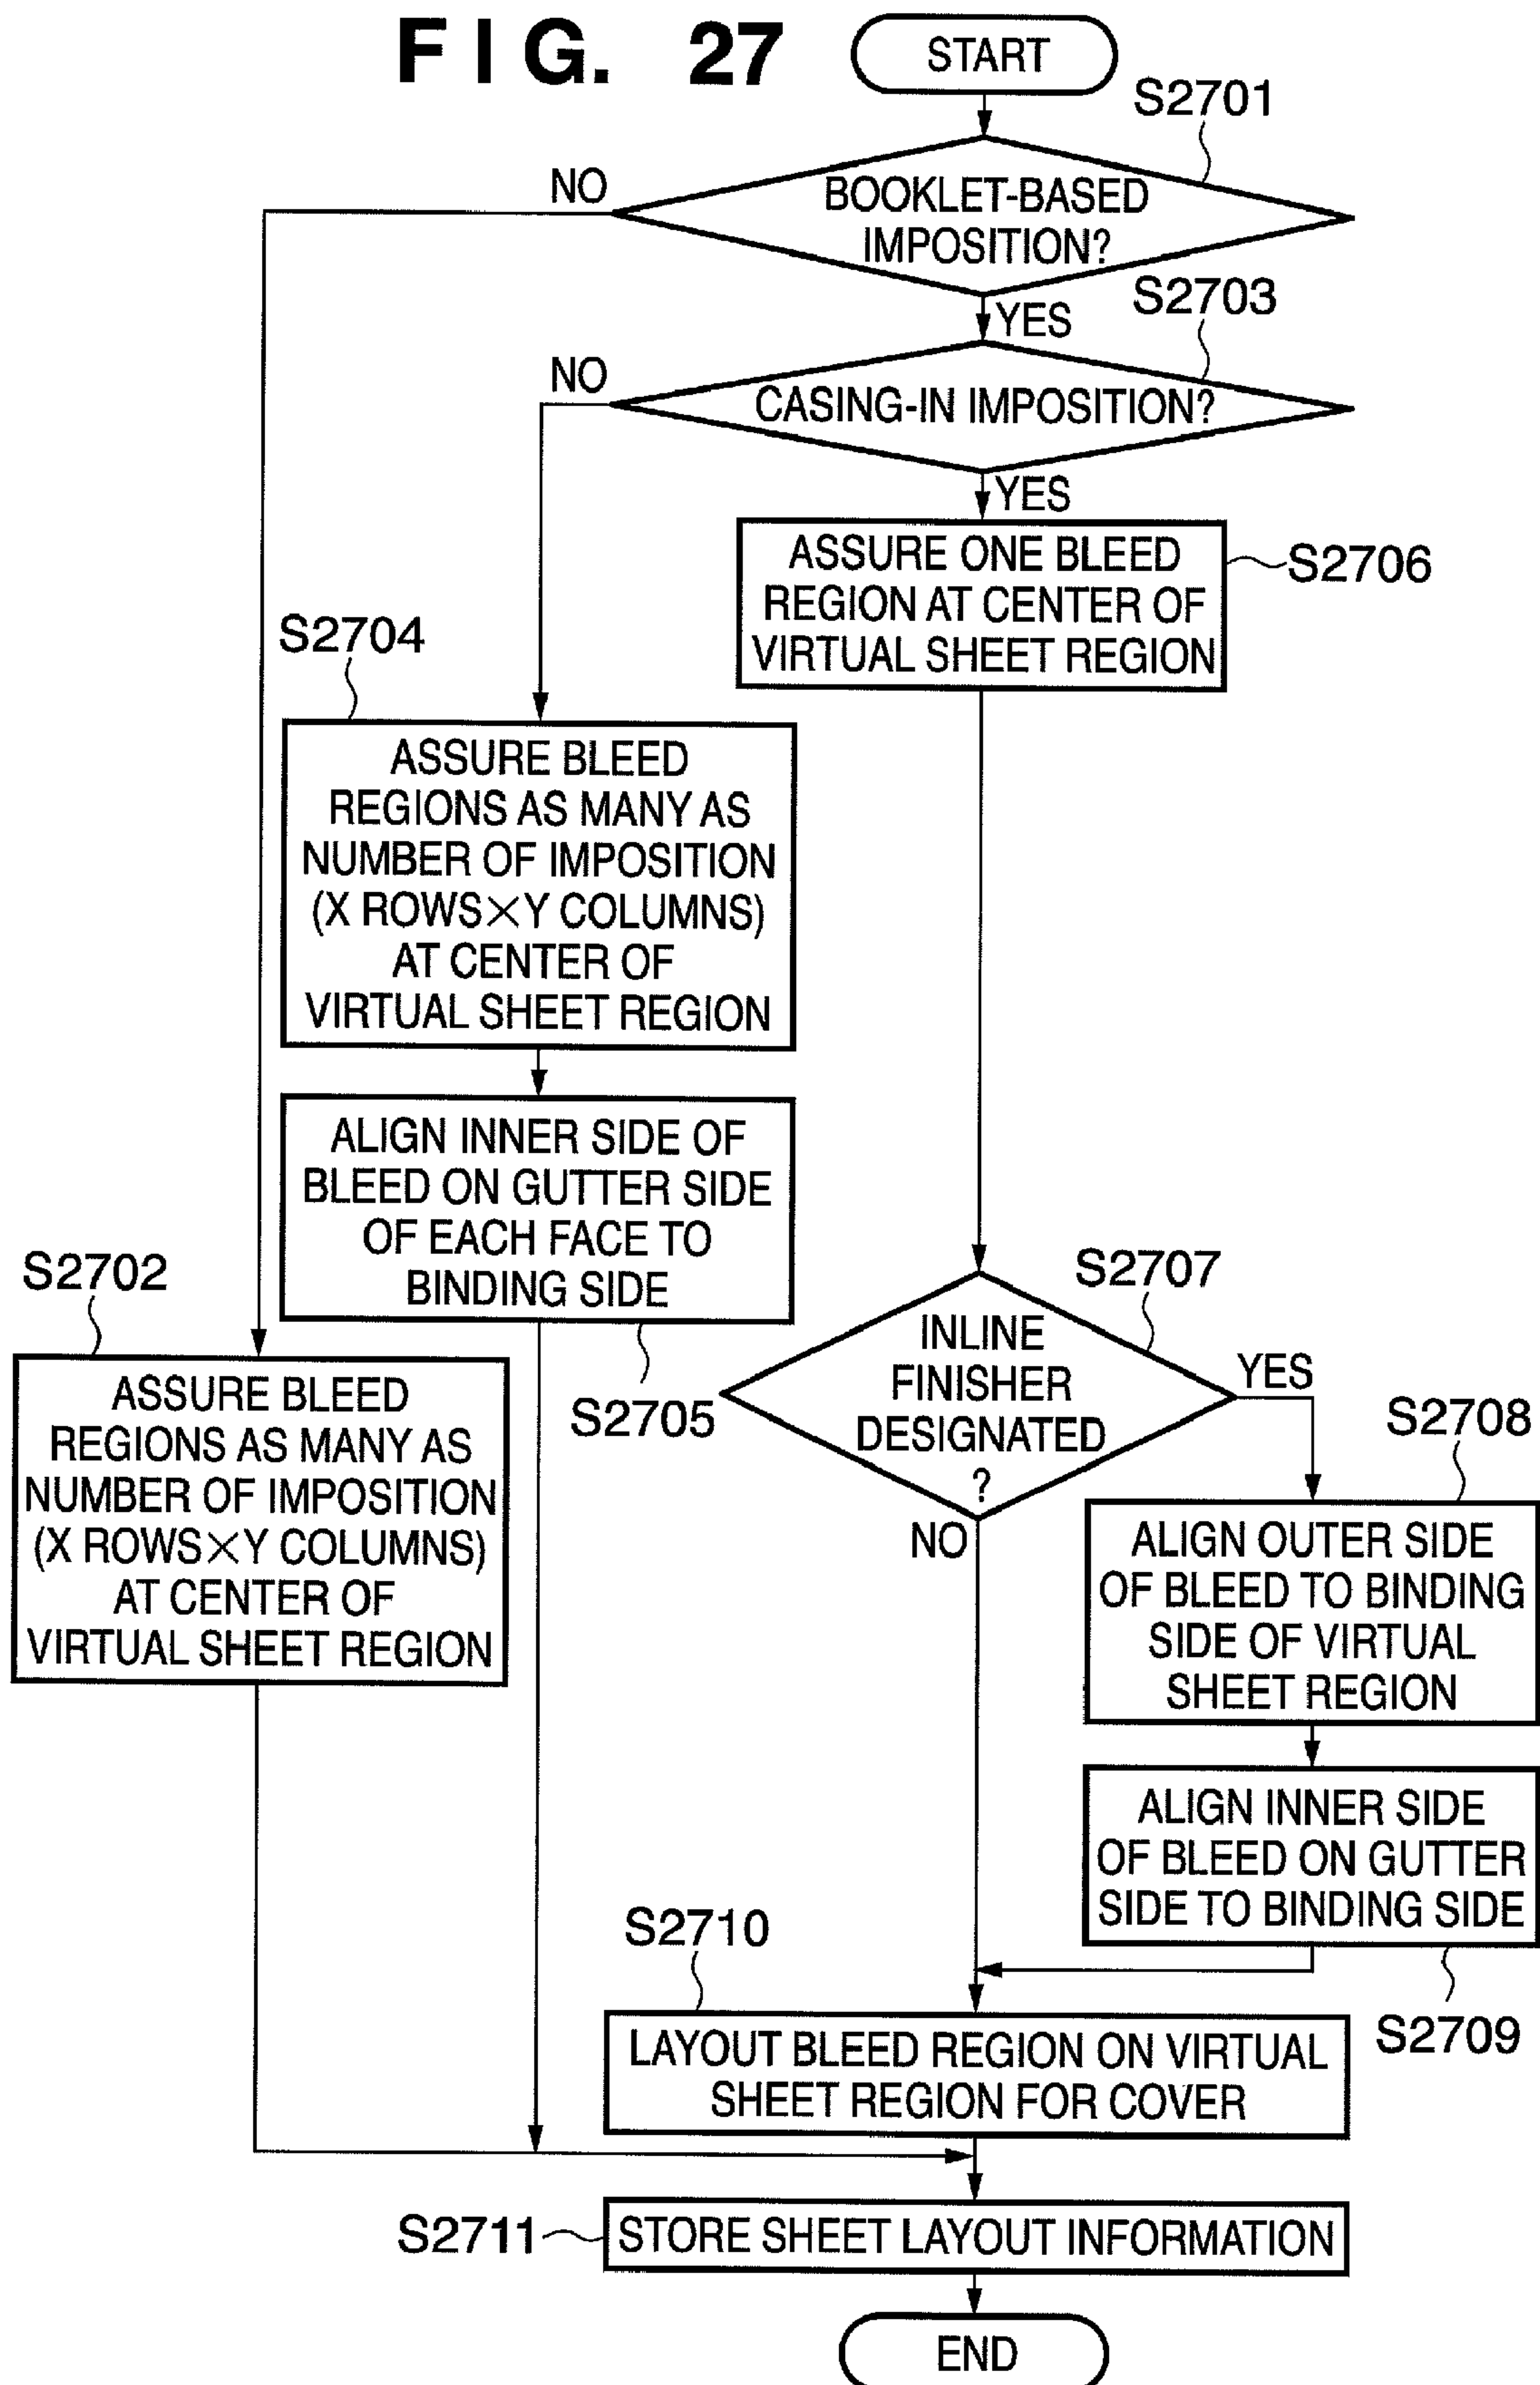 FIG. 27
START
S2701
NO
BOOKLET-BASED
IMPOSITION?
S2703
YES
NO
CASING-IN IMPOSITION?
YES
ASSURE ONE BLEED
REGION AT CENTER OF
VIRTUAL SHEET REGION
S2706
S2704
ASSURE BLEED
REGIONS AS MANY AS
NUMBER OF IMPOSITION
(X ROWS×Y COLUMNS)
AT CENTER OF
VIRTUAL SHEET REGION
ALIGN INNER SIDE OF
BLEED ON GUTTER SIDE
OF EACH FACE TO
BINDING SIDE
S2705
S2702
ASSURE BLEED
REGIONS AS MANY AS
NUMBER OF IMPOSITION
(X ROWS×Y COLUMNS)
AT CENTER OF
VIRTUAL SHEET REGION
S2707
INLINE
FINISHER
DESIGNATED
?
YES
NO
S2708
ALIGN OUTER SIDE
OF BLEED TO BINDING
SIDE OF VIRTUAL
SHEET REGION
ALIGN INNER SIDE
OF BLEED ON GUTTER
SIDE TO BINDING SIDE
S2709
S2710
LAYOUT BLEED REGION ON VIRTUAL
SHEET REGION FOR COVER
S2711
STORE SHEET LAYOUT INFORMATION
END